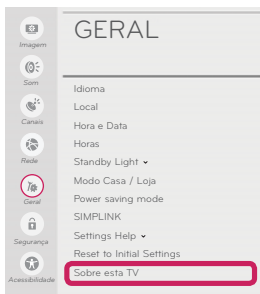 GERAL
Imagem
Som
Canais
Rede
Geral
Segurança
Acessibilidade
Idioma
Local
Hora e Data
Horas
Standby Light
Modo Casa / Loja
Power saving mode
SIMPLINK
Settings Help
Reset to Initial Settings
Sobre esta TV